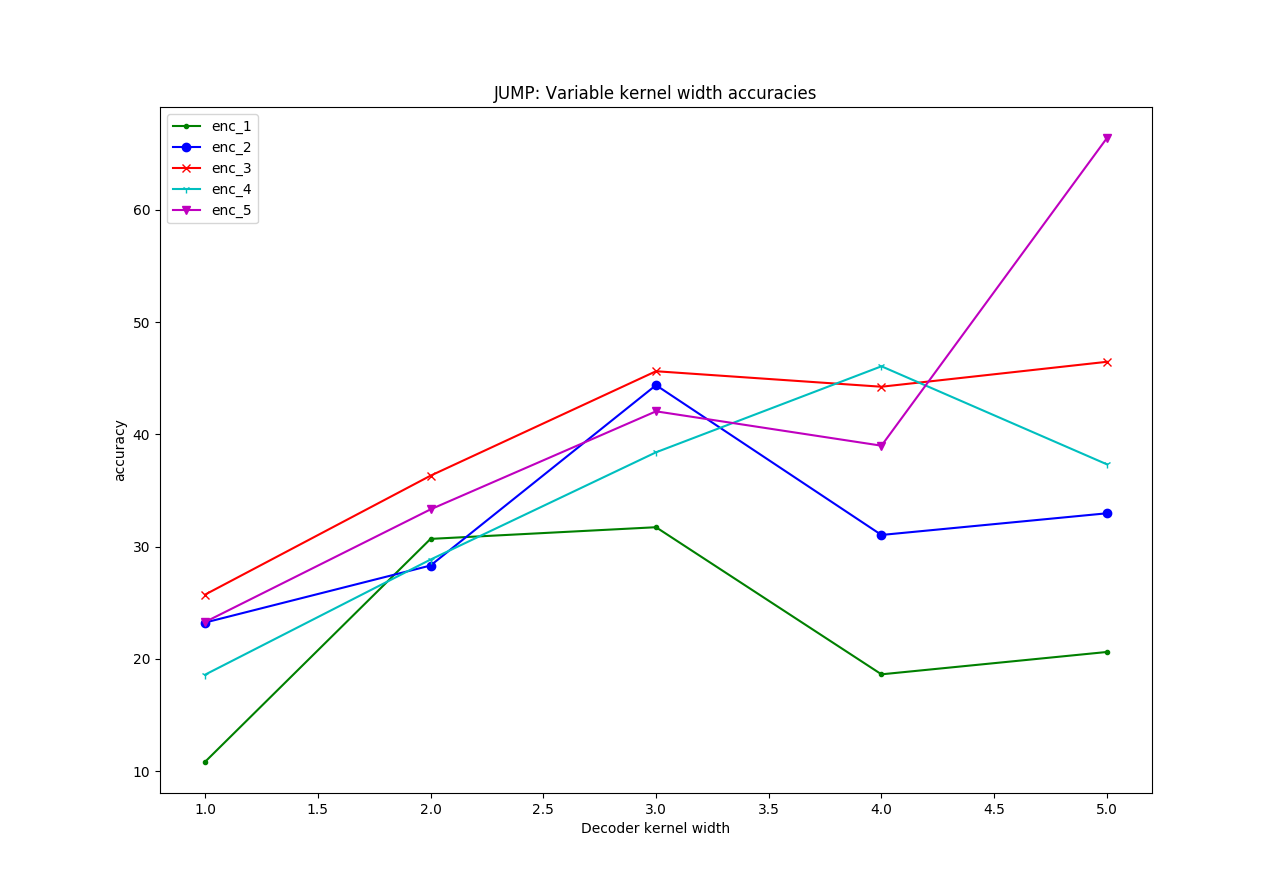 JUMP: Variable kernel width accuracies
enc_1
enc_2
enc_3
enc_4
enc_5
60
50
40
30
20
10
accuracy
1.0 1.5 2.0 2.5 3.0 3.5 4.0 4.5 5.0
Decoder kernel width